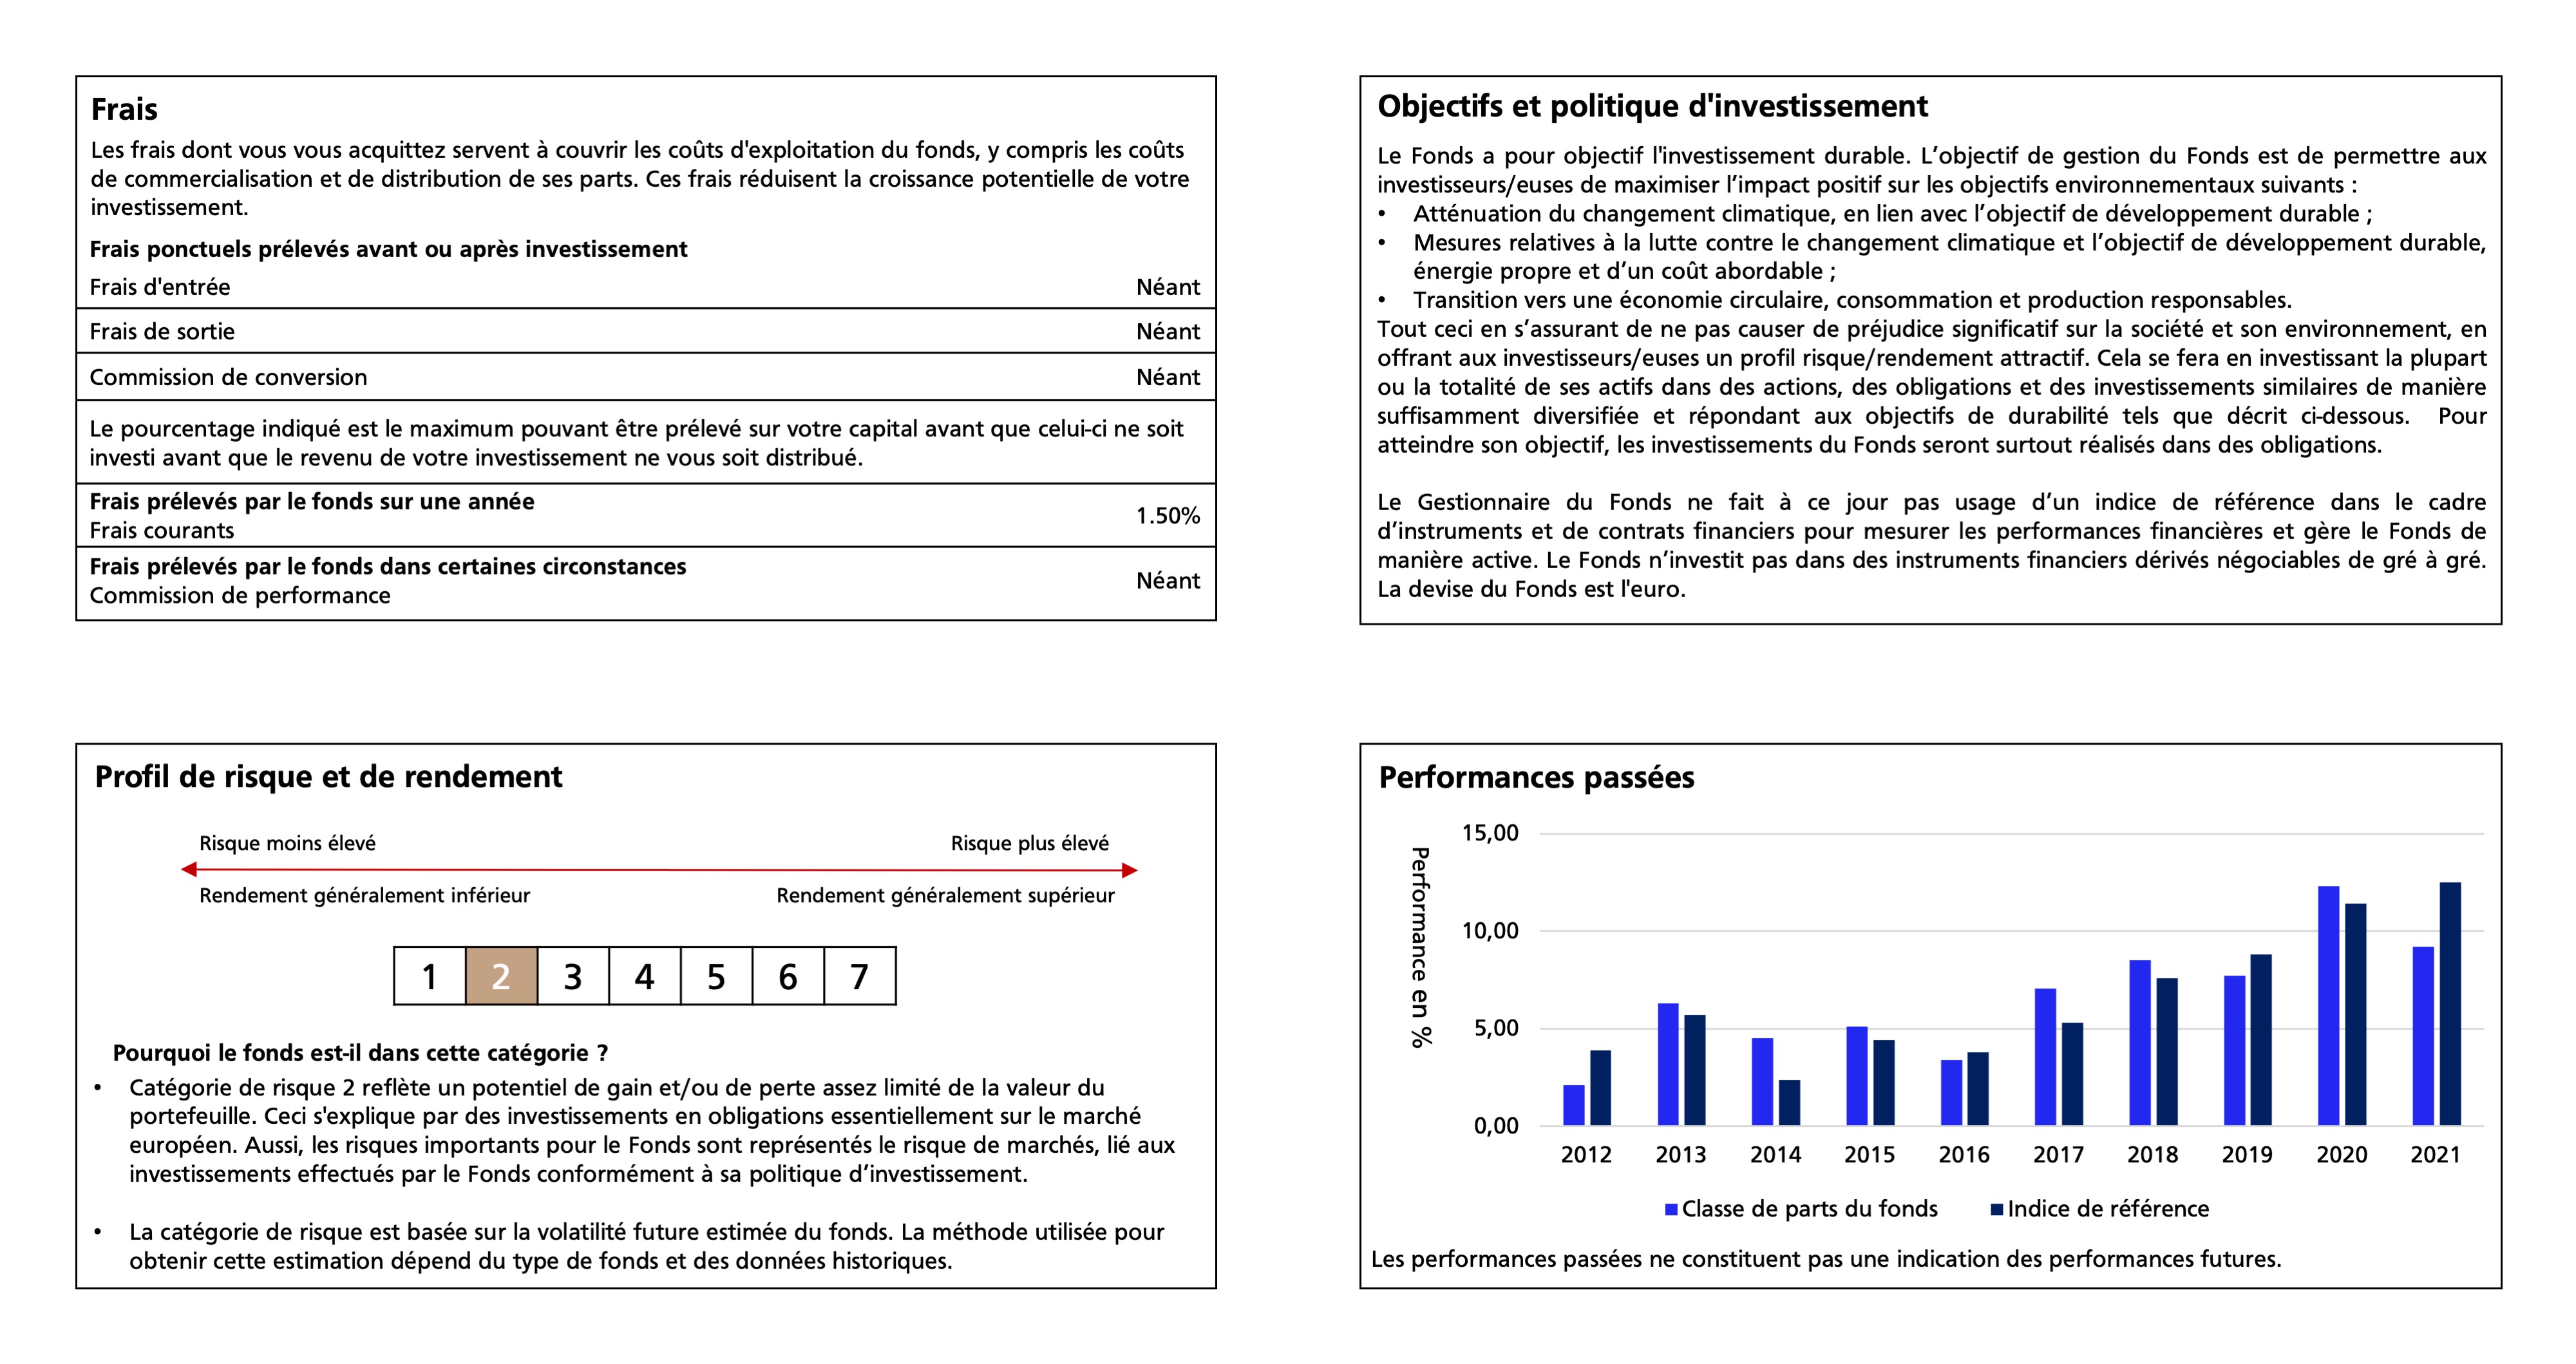 Frais
Les frais dont vous vous acquittez servent à couvrir les coûts d'exploitation du fonds, y compris les coûts
de commercialisation et de distribution de ses parts. Ces frais réduisent la croissance potentielle de votre
investissement.
Frais ponctuels prélevés avant ou après investissement
Frais d'entrée Néant
Frais de sortie Néant
Commission de conversion Néant
Le pourcentage indiqué est le maximum pouvant être prélevé sur votre capital avant que celui-ci ne soit
investi avant que le revenu de votre investissement ne vous soit distribué.
Frais prélevés par le fonds sur une année
Frais courants 1.50%
Frais prélevés par le fonds dans certaines circonstances
Commission de performance Néant
Objectifs et politique d'investissement
Le Fonds a pour objectif l'investissement durable. L’objectif de gestion du Fonds est de permettre aux
investisseurs/euses de maximiser l’impact positif sur les objectifs environnementaux suivants :
• Atténuation du changement climatique, en lien avec l’objectif de développement durable ;
• Mesures relatives à la lutte contre le changement climatique et l’objectif de développement durable,
énergie propre et d’un coût abordable ;
• Transition vers une économie circulaire, consommation et production responsables.
Tout ceci en s’assurant de ne pas causer de préjudice significatif sur la société et son environnement, en
offrant aux investisseurs/euses un profil risque/rendement attractif. Cela se fera en investissant la plupart
ou la totalité de ses actifs dans des actions, des obligations et des investissements similaires de manière
suffisamment diversifiée et répondant aux objectifs de durabilité tels que décrit ci-dessous. Pour
atteindre son objectif, les investissements du Fonds seront surtout réalisés dans des obligations.
Le Gestionnaire du Fonds ne fait à ce jour pas usage d’un indice de référence dans le cadre
d’instruments et de contrats financiers pour mesurer les performances financières et gère le Fonds de
manière active. Le Fonds n’investit pas dans des instruments financiers dérivés négociables de gré à gré.
La devise du Fonds est l'euro.
Profil de risque et de rendement
Risque moins élevé Risque plus élevé
Rendement généralement inférieur Rendement généralement supérieur
1 2 3 4 5 6 7
Pourquoi le fonds est-il dans cette catégorie ?
• Catégorie de risque 2 reflète un potentiel de gain et/ou de perte assez limité de la valeur du
portefeuille. Ceci s'explique par des investissements en obligations essentiellement sur le marché
européen. Aussi, les risques importants pour le Fonds sont représentés le risque de marchés, lié aux
investissements effectués par le Fonds conformément à sa politique d’investissement.
• La catégorie de risque est basée sur la volatilité future estimée du fonds. La méthode utilisée pour
obtenir cette estimation dépend du type de fonds et des données historiques.
Performances passées
Performance en %
15,00
10,00
5,00
0,00
2012 2013 2014 2015 2016 2017 2018 2019 2020 2021
Classe de parts du fonds Indice de référence
Les performances passées ne constituent pas une indication des performances futures.